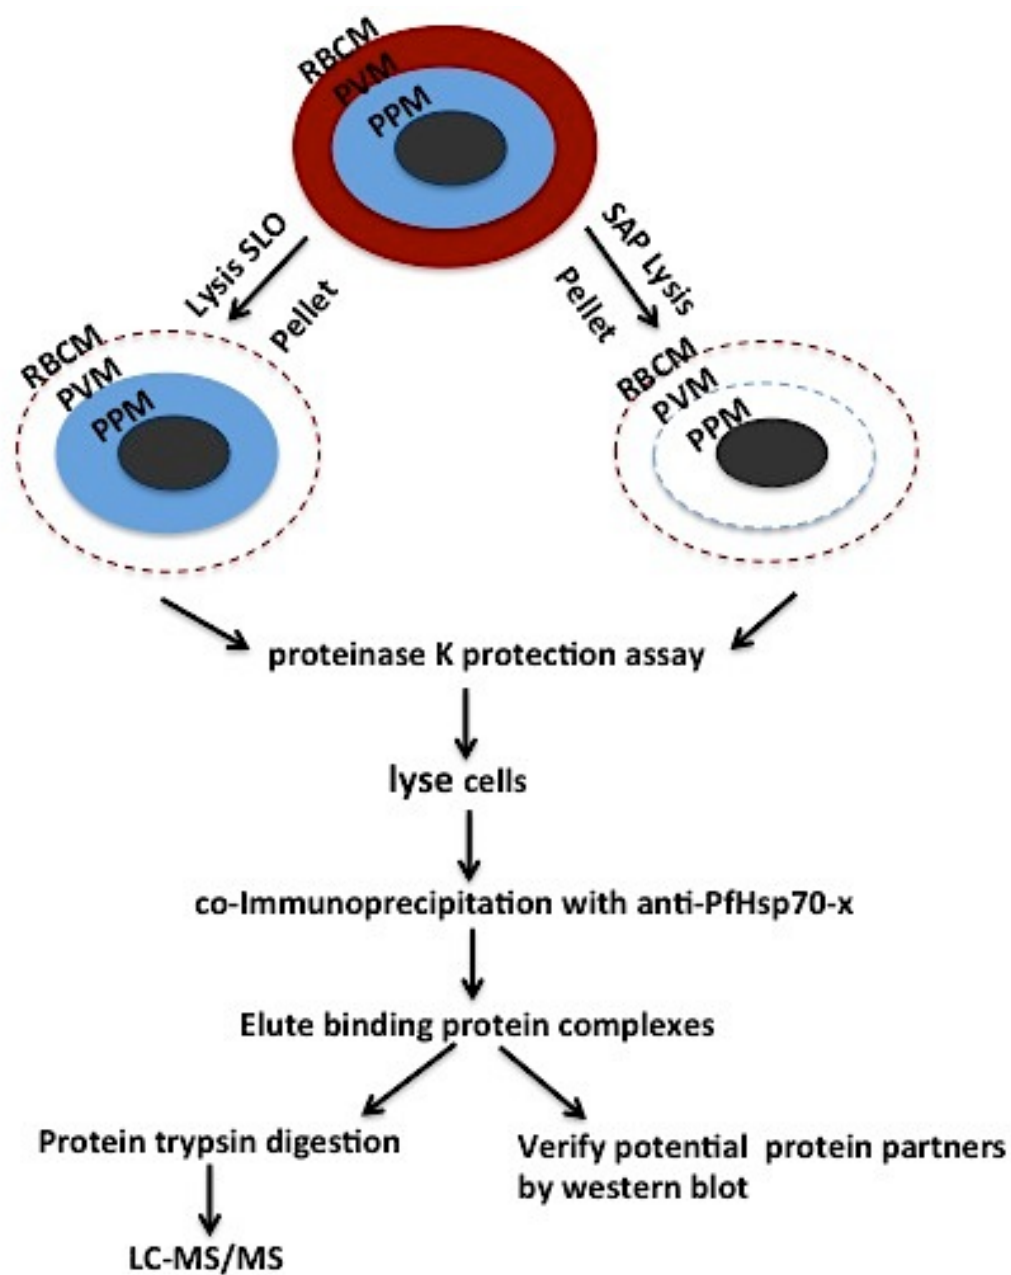 RBCM
PVM
PPM
Lysis SLO
Pellet
SAP Lysis
Pellet
RBCM
PVM
PPM
RBCM
PVM
PPM
proteinase K protection assay
lyse cells
co-Immunoprecipitation with anti-PfHsp70-x
Elute binding protein complexes
Protein trypsin digestion
Verify potential protein partners
by western blot
LC-MS/MS